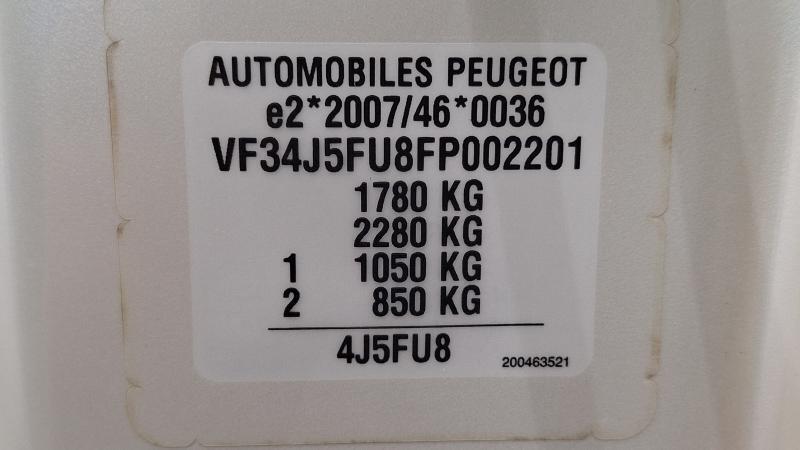 AUTOMOBILES PEUGEOT
e2*2007/46*0036
VF34J5FU8FP002201
1780 KG
2280 KG
1 1050 KG
2 850 KG
4J5FU8
200463521